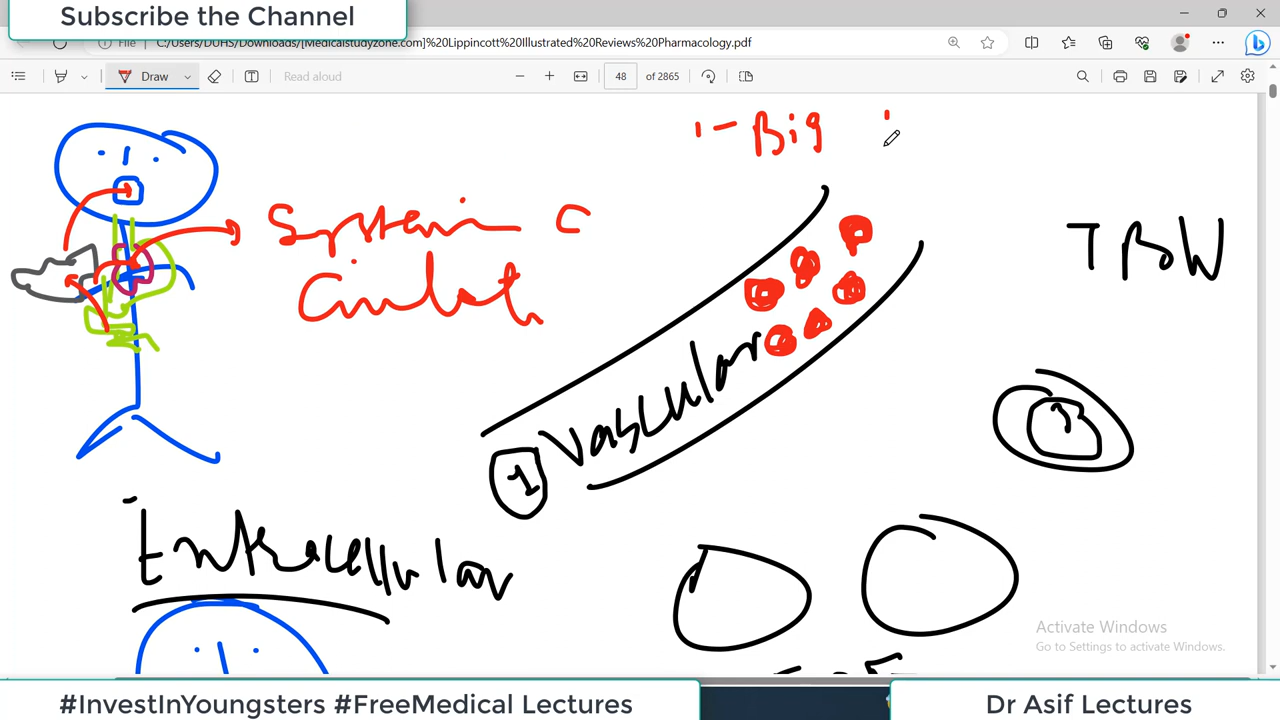 Subscribe the Channel
File C:/Users/DUHS/Downloads/[Medicalstudyzone.com]%20Lippincott%20Illustrated%20Reviews%20Pharmacology.pdf
Draw
Read aloud
48 of 2865
1 - Big
Systemic C
TBW
vascular
1
3
Activate Windows
Go to Settings to activate Windows.
#InvestInYoungsters #FreeMedical Lectures
Dr Asif Lectures